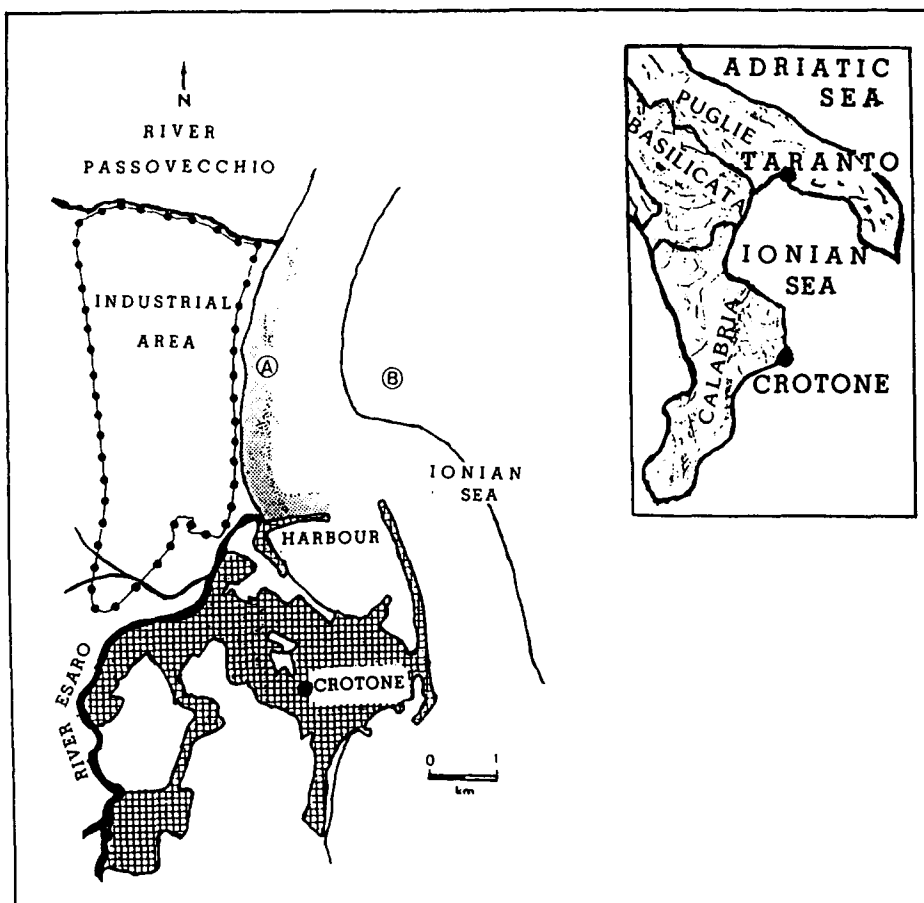 N
RIVER
PASSOVECCHIO
INDUSTRIAL
AREA
A
B
IONIAN
SEA
HARBOUR
CROTONE
RIVER ESARO
0 1
km
ADRIATIC
SEA
PUGLIE
BASILICATA
TARANTO
IONIAN
SEA
CALABRIA
CROTONE